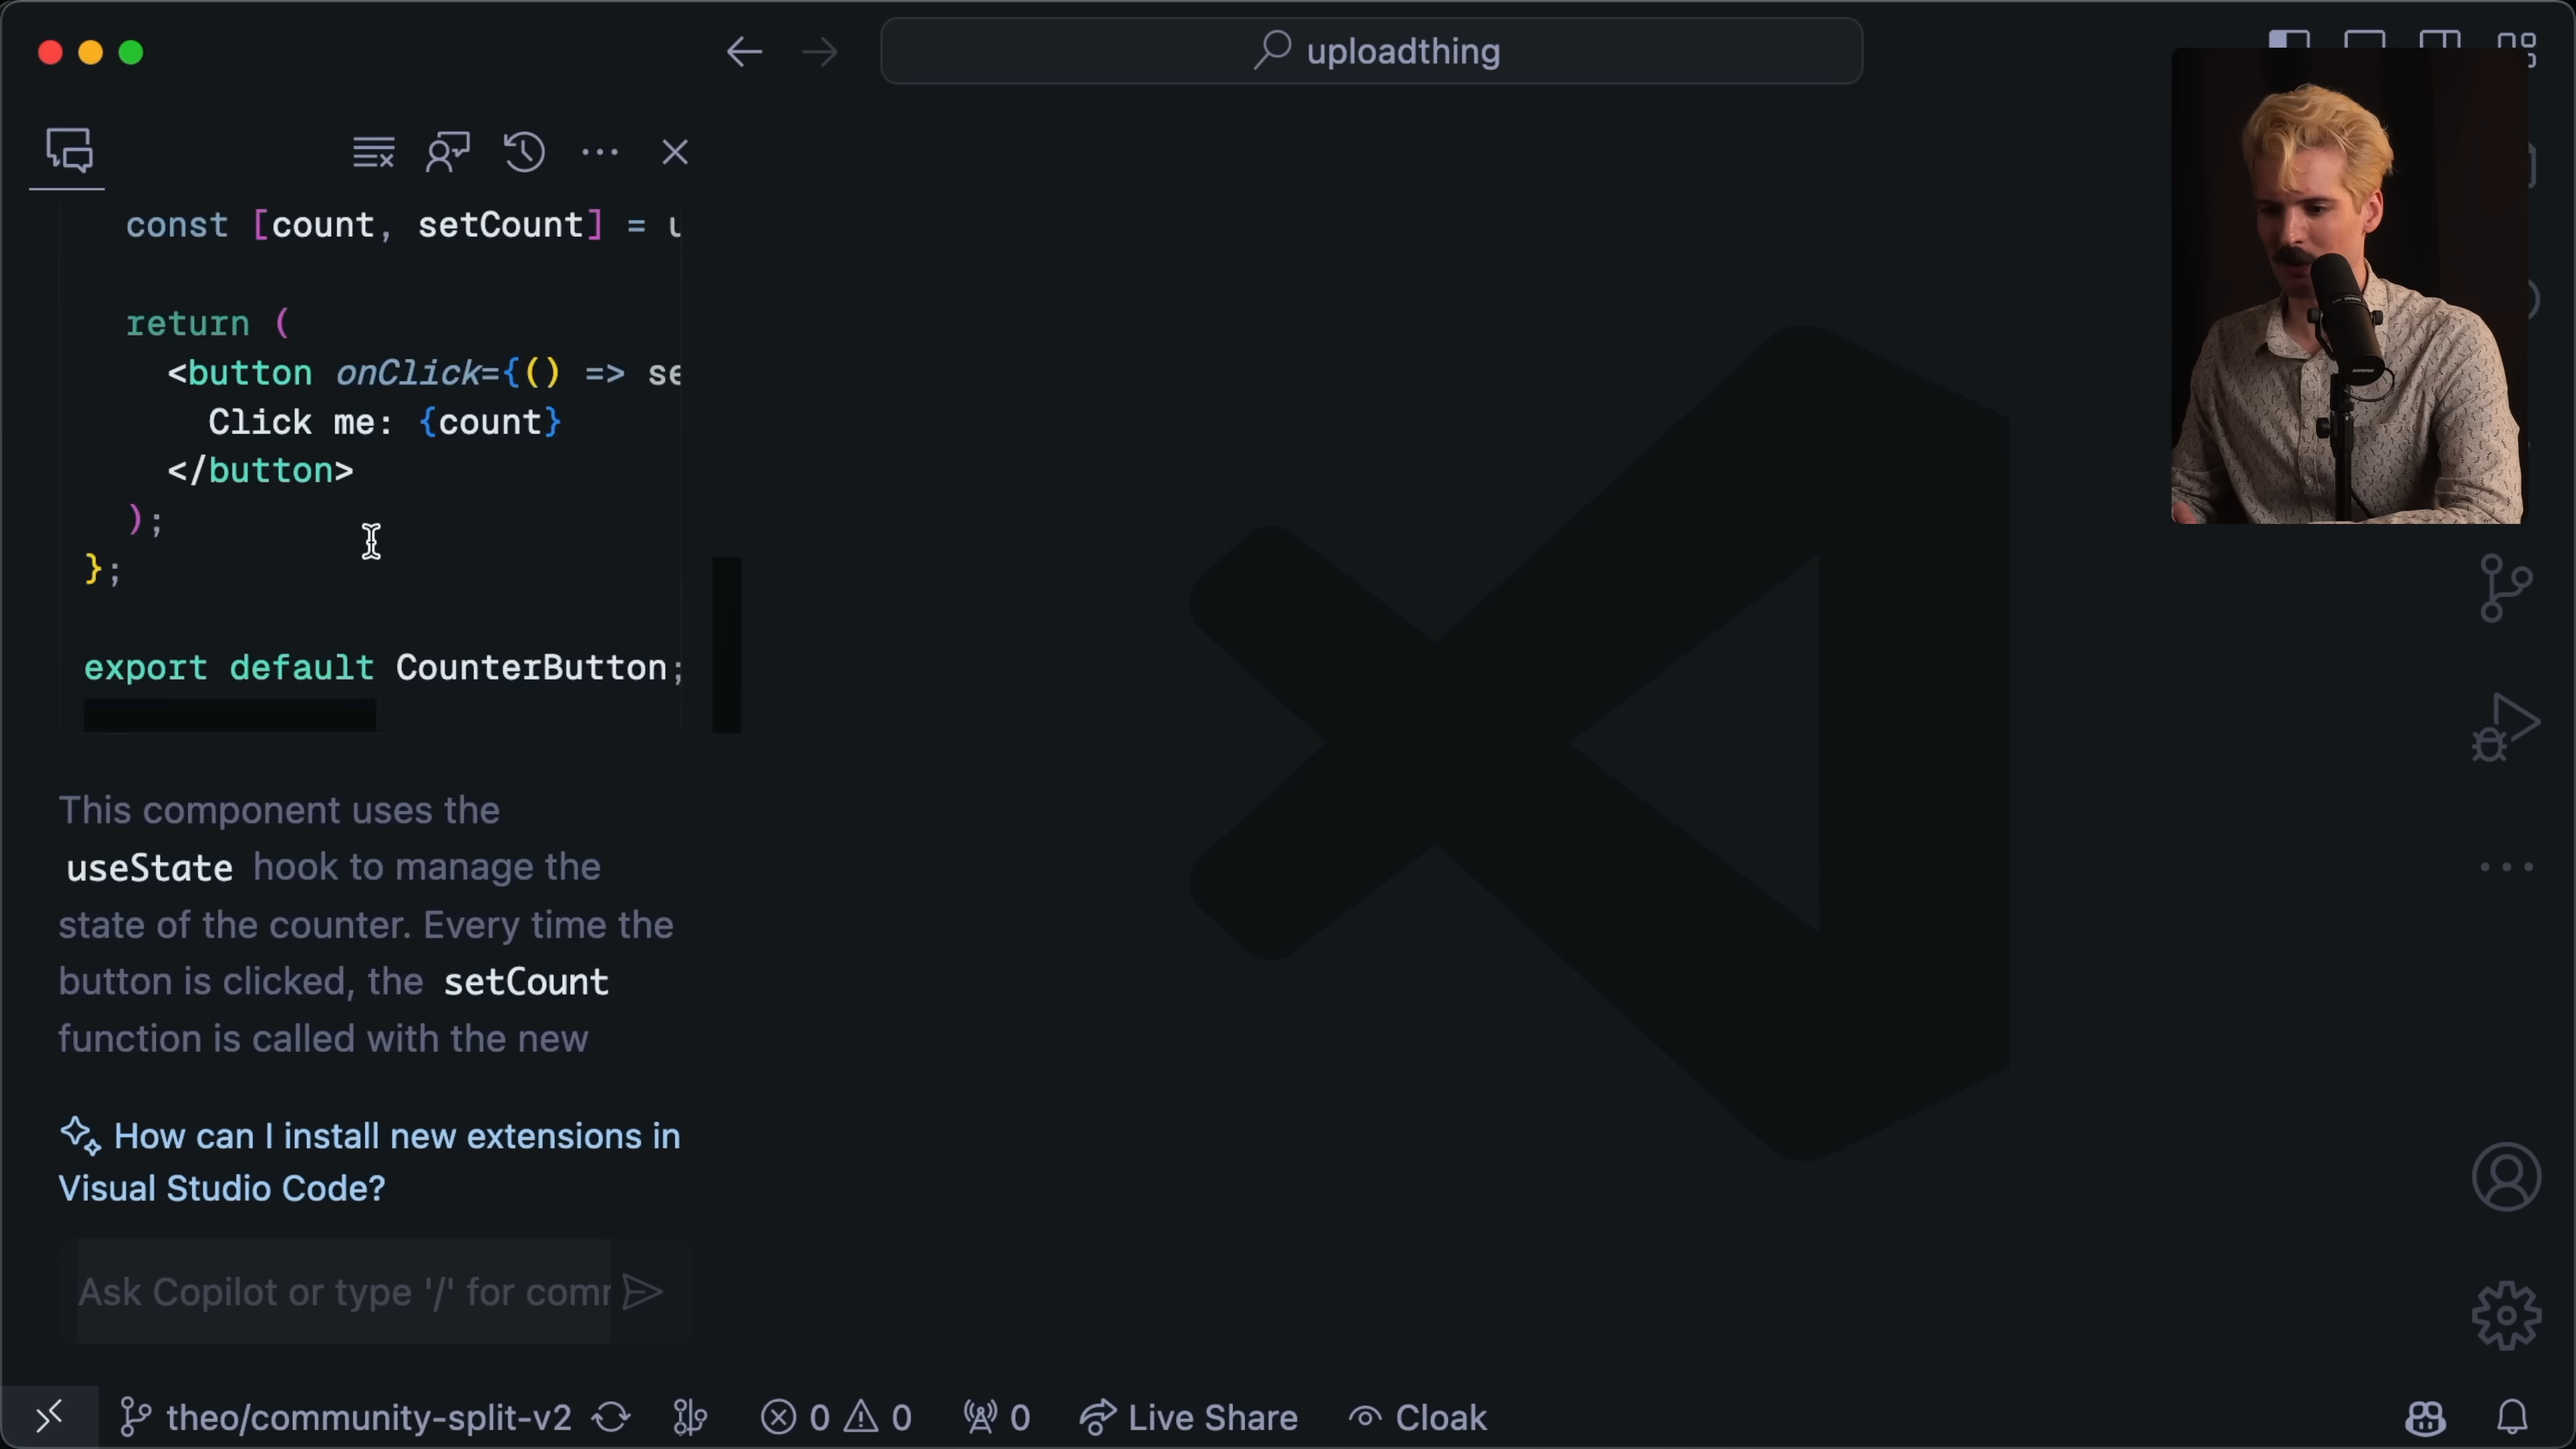 uploadthing
const [count, setCount] = u
return (
<button onClick={() => se
Click me: {count}
</button>
);
};
export default CounterButton;
This component uses the
useState hook to manage the
state of the counter. Every time the
button is clicked, the setCount
function is called with the new
How can I install new extensions in
Visual Studio Code?
Ask Copilot or type '/' for comm
theo/community-split-v2 0 0 0 Live Share Cloak